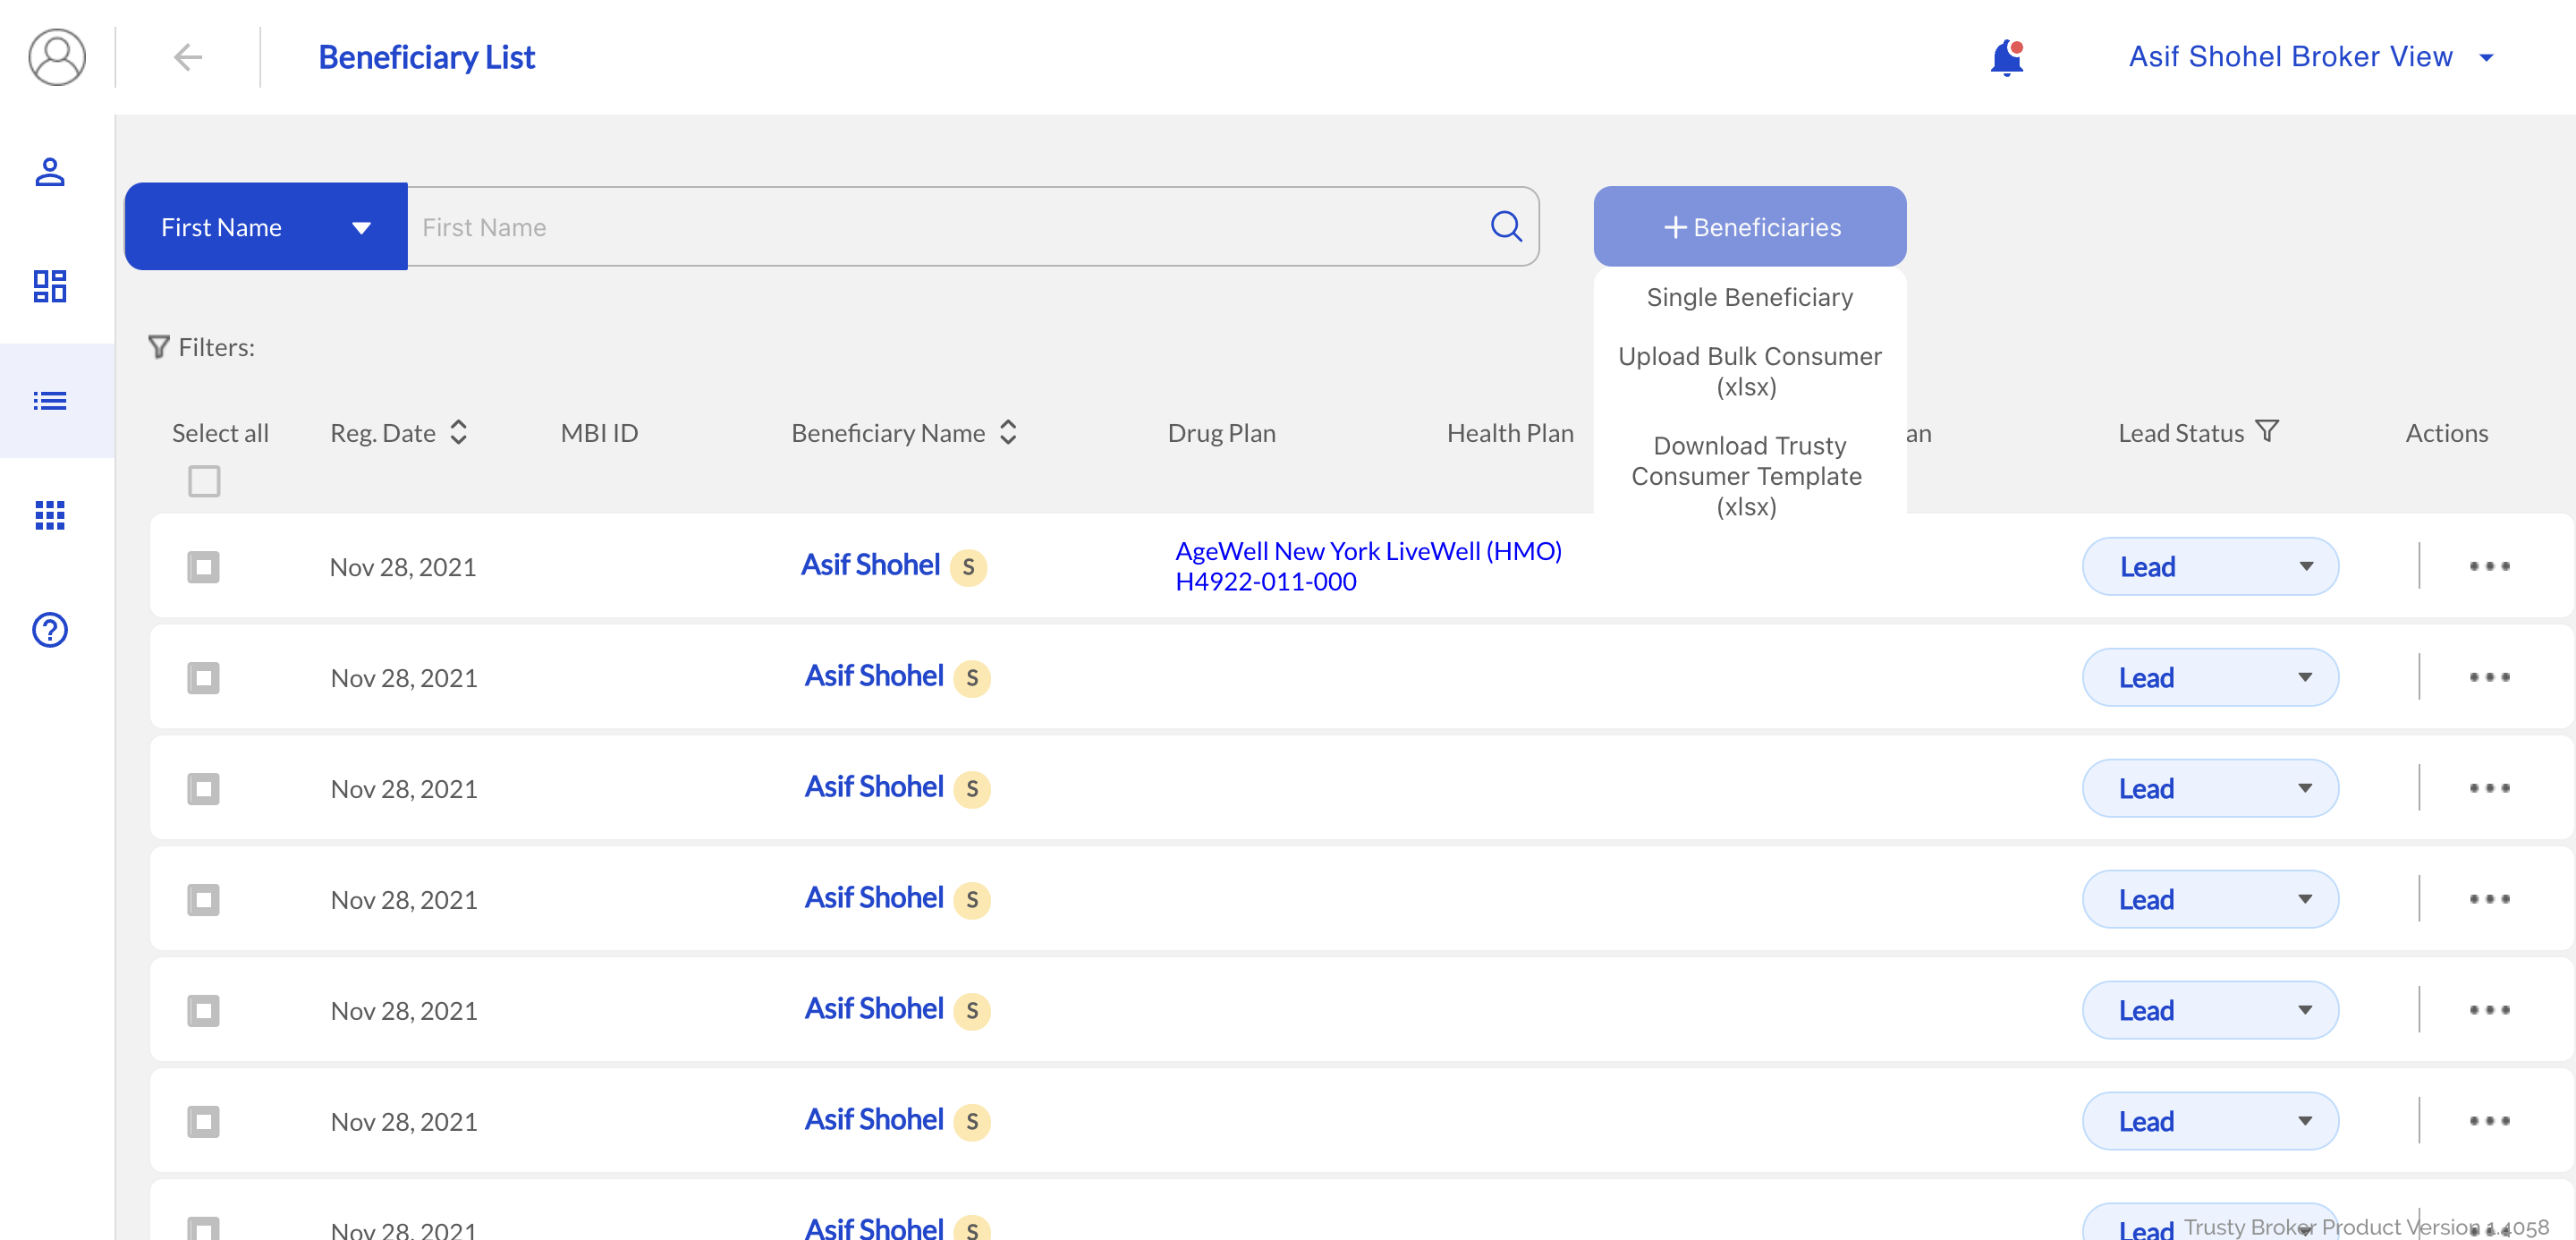 Beneficiary List
Asif Shohel Broker View
First Name
First Name
Beneficiaries
Single Beneficiary
Upload Bulk Consumer
(xlsx)
Download Trusty
Consumer Template
(xlsx)
Filters:
Select all Reg. Date MBI ID Beneficiary Name Drug Plan Health Plan an Lead Status Actions
Nov 28, 2021 Asif Shohel S AgeWell New York LiveWell (HMO)
H4922-011-000 Lead
Nov 28, 2021 Asif Shohel S Lead
Nov 28, 2021 Asif Shohel S Lead
Nov 28, 2021 Asif Shohel S Lead
Nov 28, 2021 Asif Shohel S Lead
Nov 28, 2021 Asif Shohel S Lead
Nov 28, 2021 Asif Shohel S Lead
Trusty Broker Product Version 1.4058